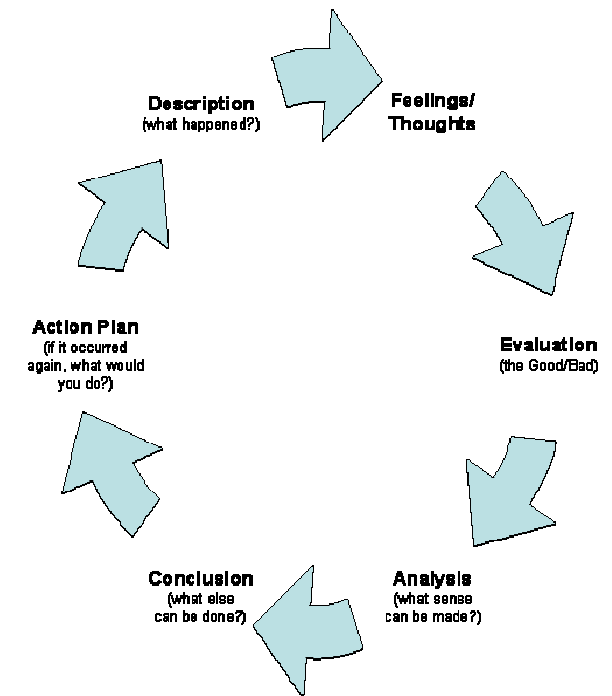 Description
(what happened?)
Feelings/
Thoughts
Evaluation
(the Good/Bad)
Analysis
(what sense
can be made?)
Conclusion
(what else
can be done?)
Action Plan
(if it occurred
again, what would
you do?)